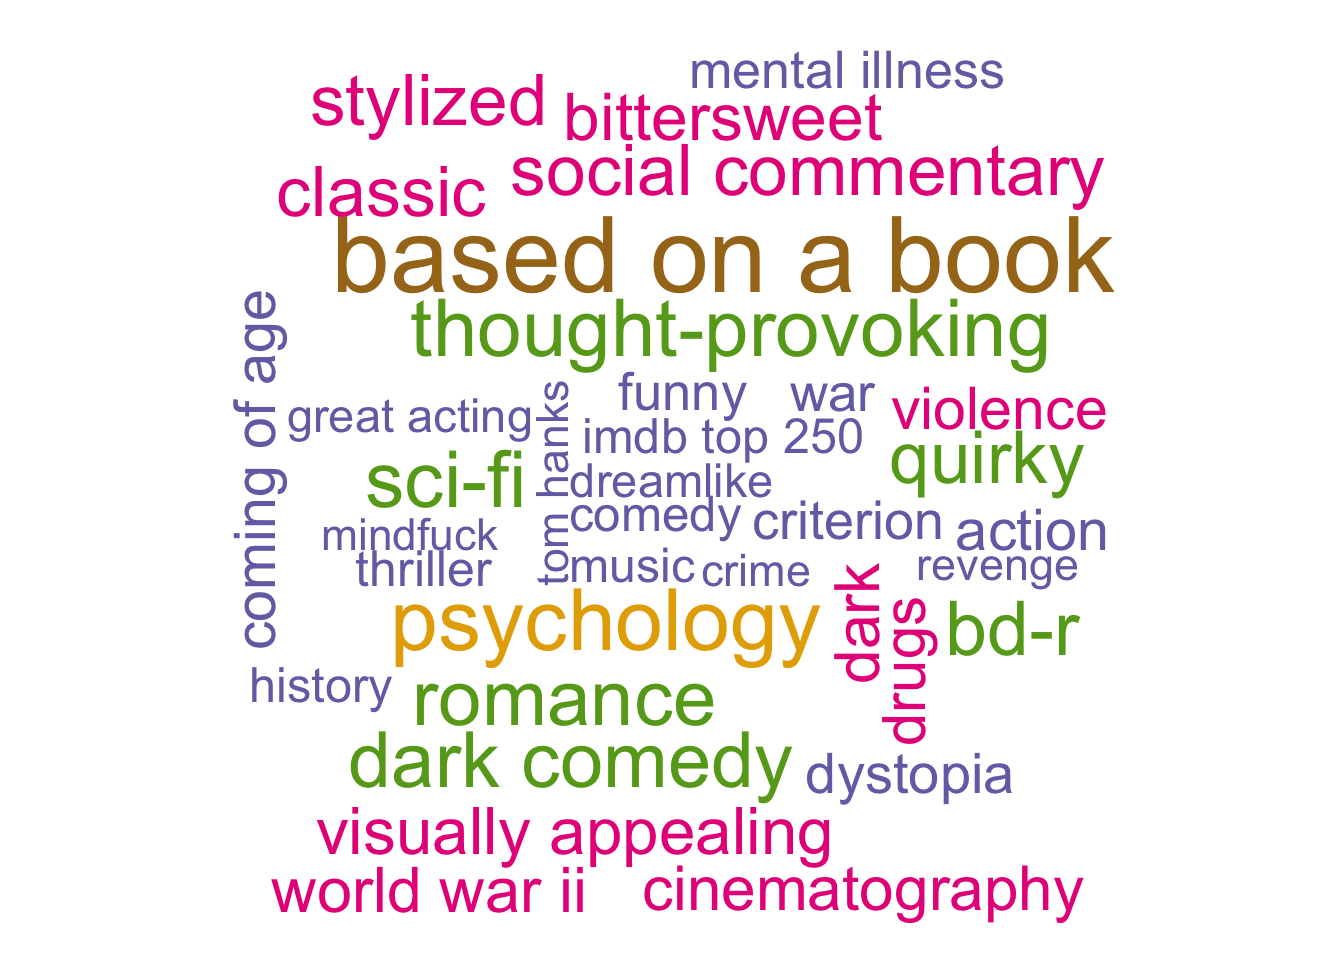 mental illness
stylized
bittersweet
social commentary
classic
based on a book
thought-provoking
coming of age
funny
war
violence
great acting
tom hanks
imdb top 250
quirky
sci-fi
dreamlike
comedy
criterion
action
mindfuck
thriller
music
crime
revenge
psychology
dark
drugs
bd-r
history
romance
dark comedy
dystopia
visually appealing
world war ii
cinematography